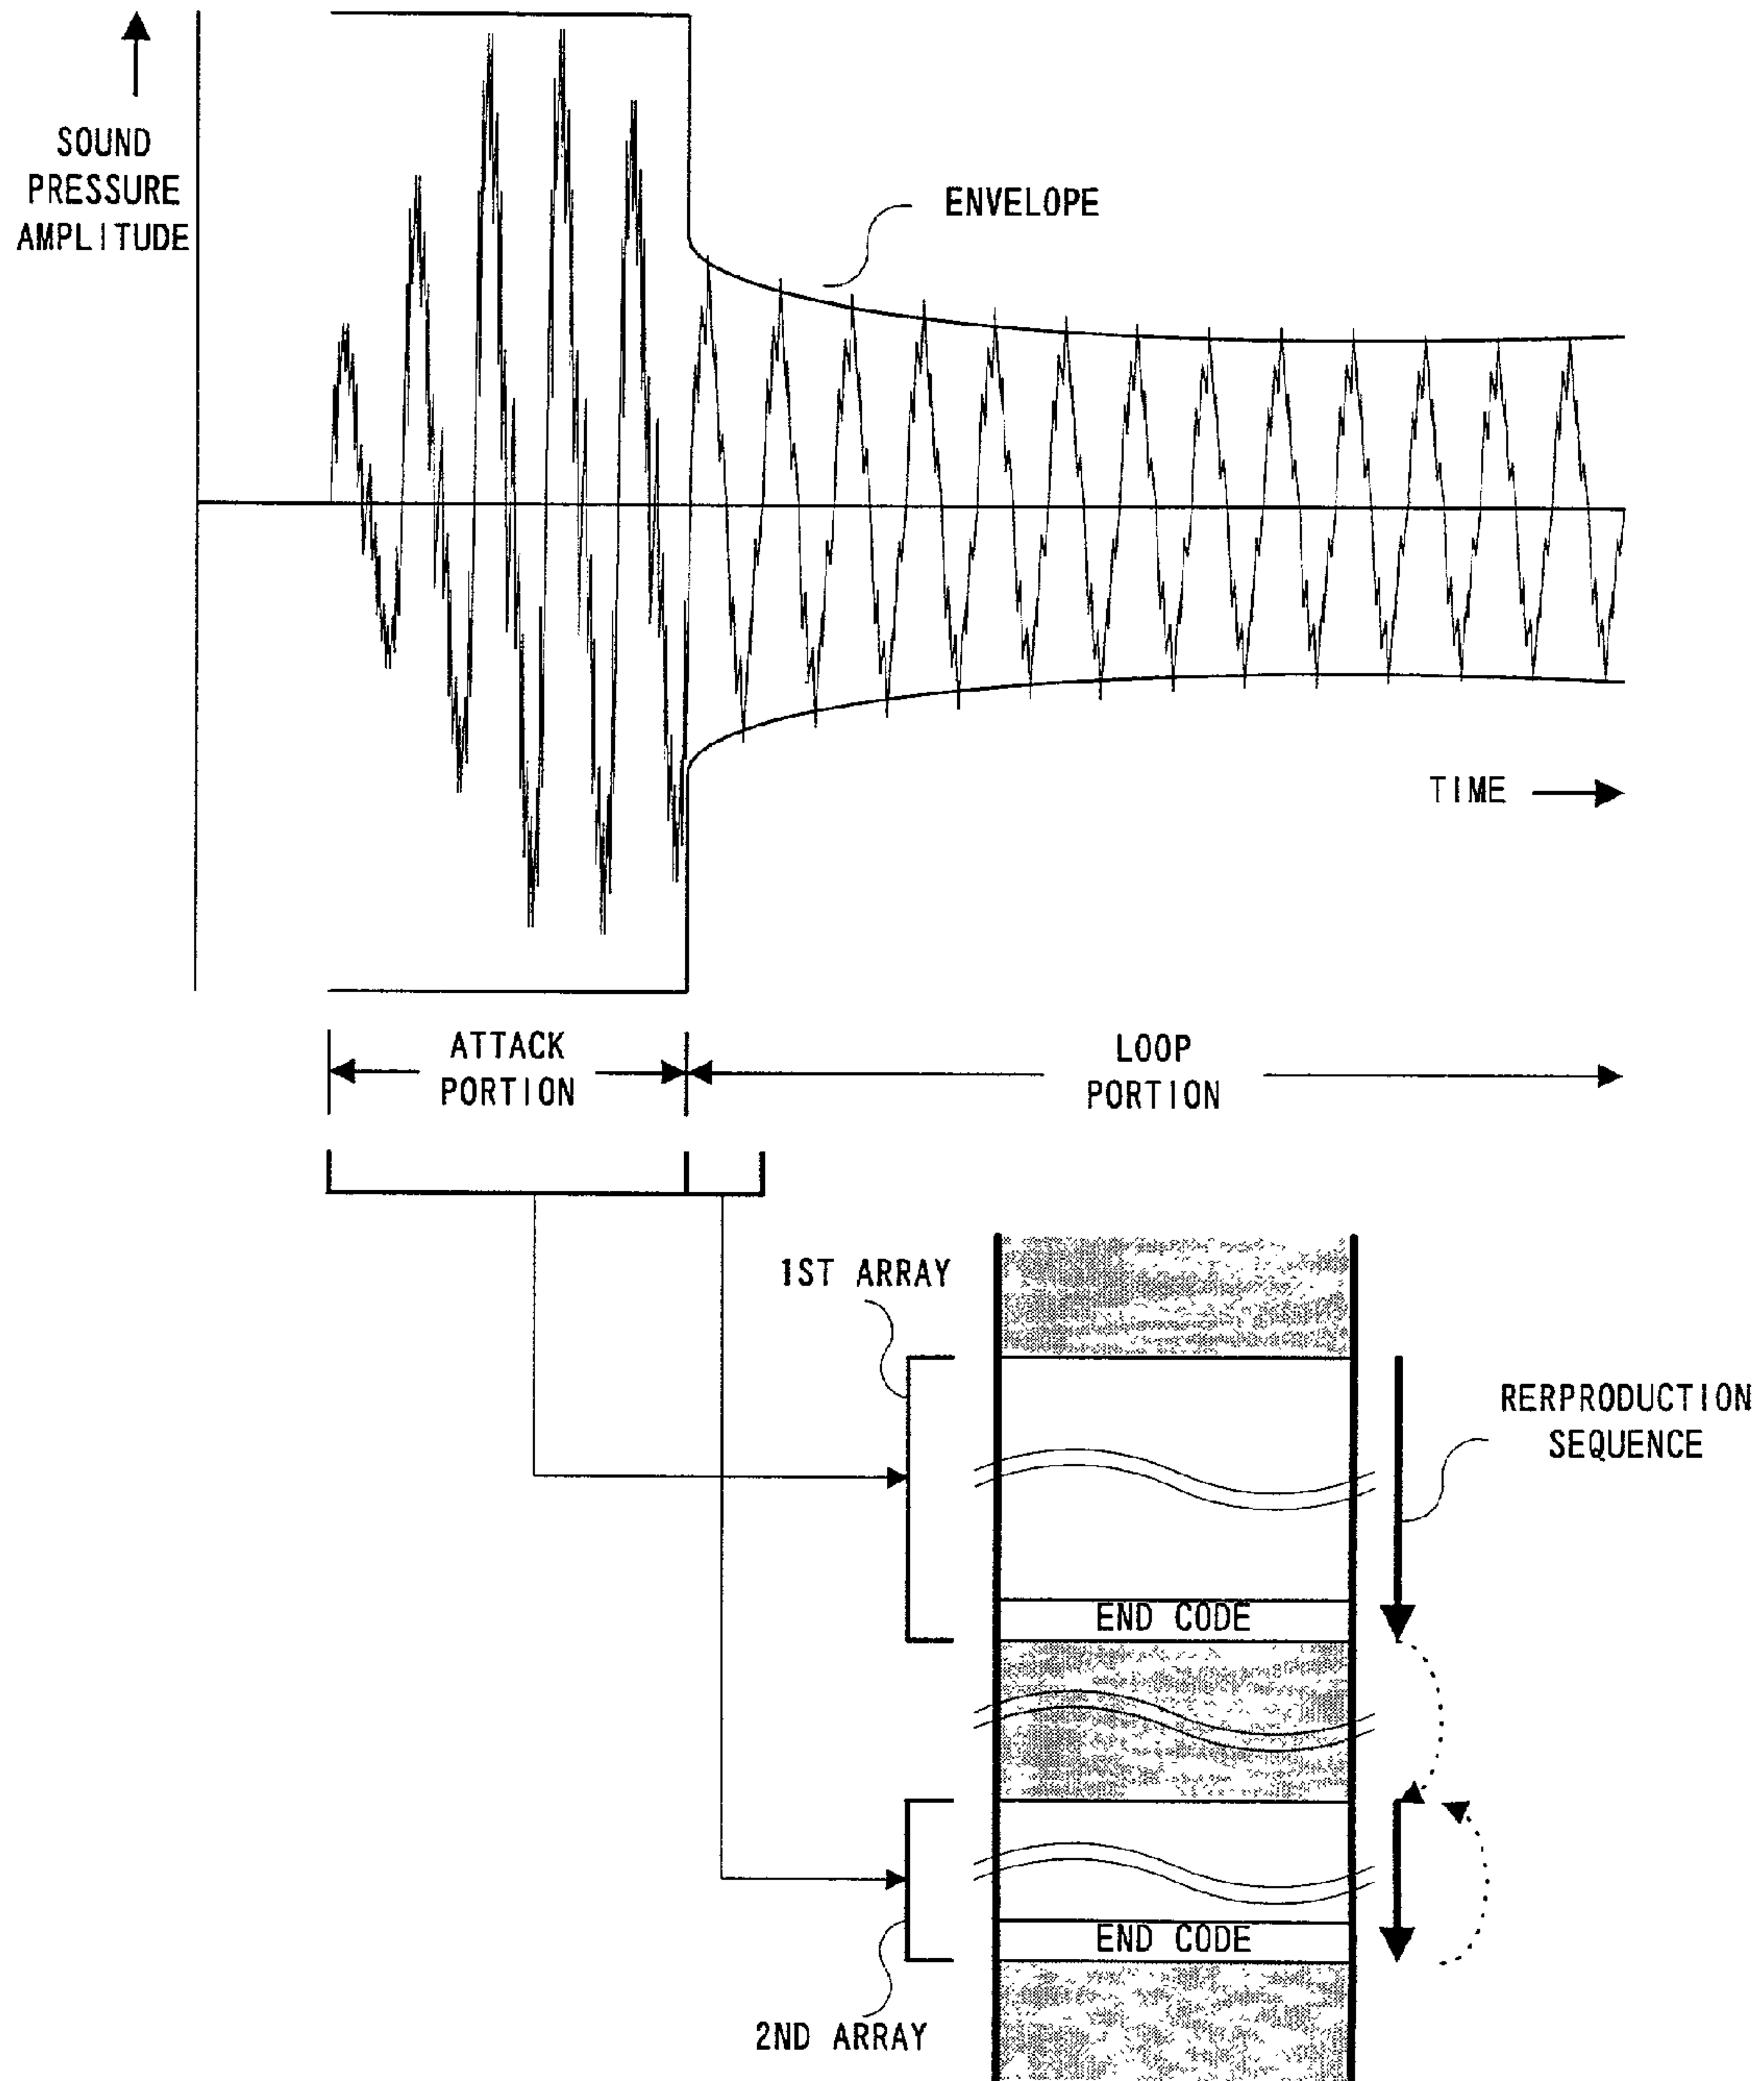 SOUND
PRESSURE
AMPLITUDE
ENVELOPE
TIME
ATTACK
PORTION
LOOP
PORTION
1ST ARRAY
RERPRODUCTION
SEQUENCE
END CODE
END CODE
2ND ARRAY